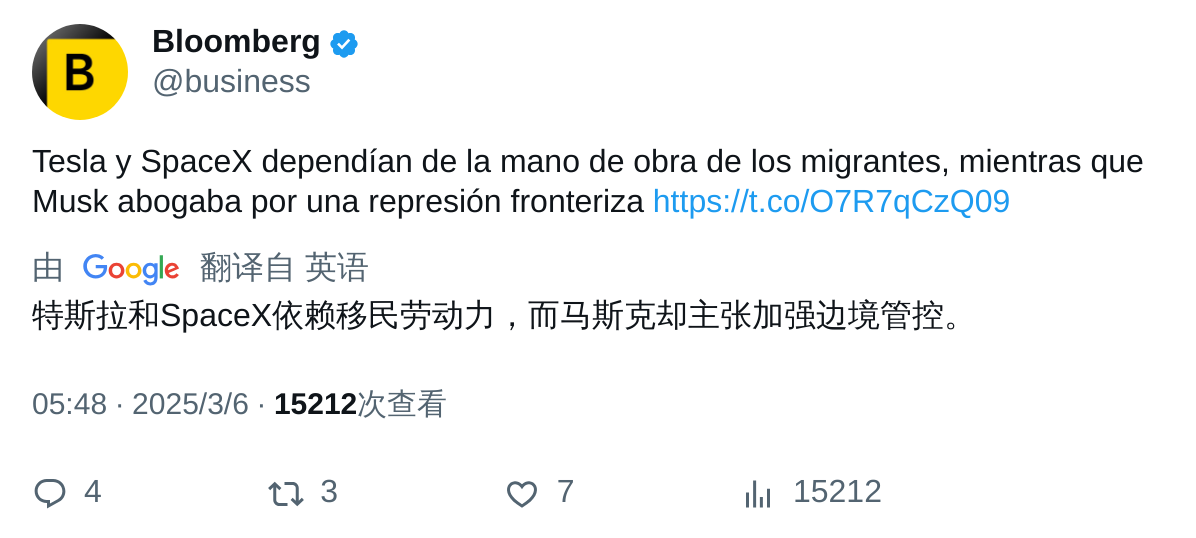 B
Bloomberg
@business
Tesla y SpaceX dependían de la mano de obra de los migrantes, mientras que
Musk abogaba por una represión fronteriza https://t.co/O7R7qCzQ09
由 Google 翻译自 英语
特斯拉和SpaceX依赖移民劳动力，而马斯克却主张加强边境管控。
05:48 · 2025/3/6 · 15212次查看
4 3 7 15212